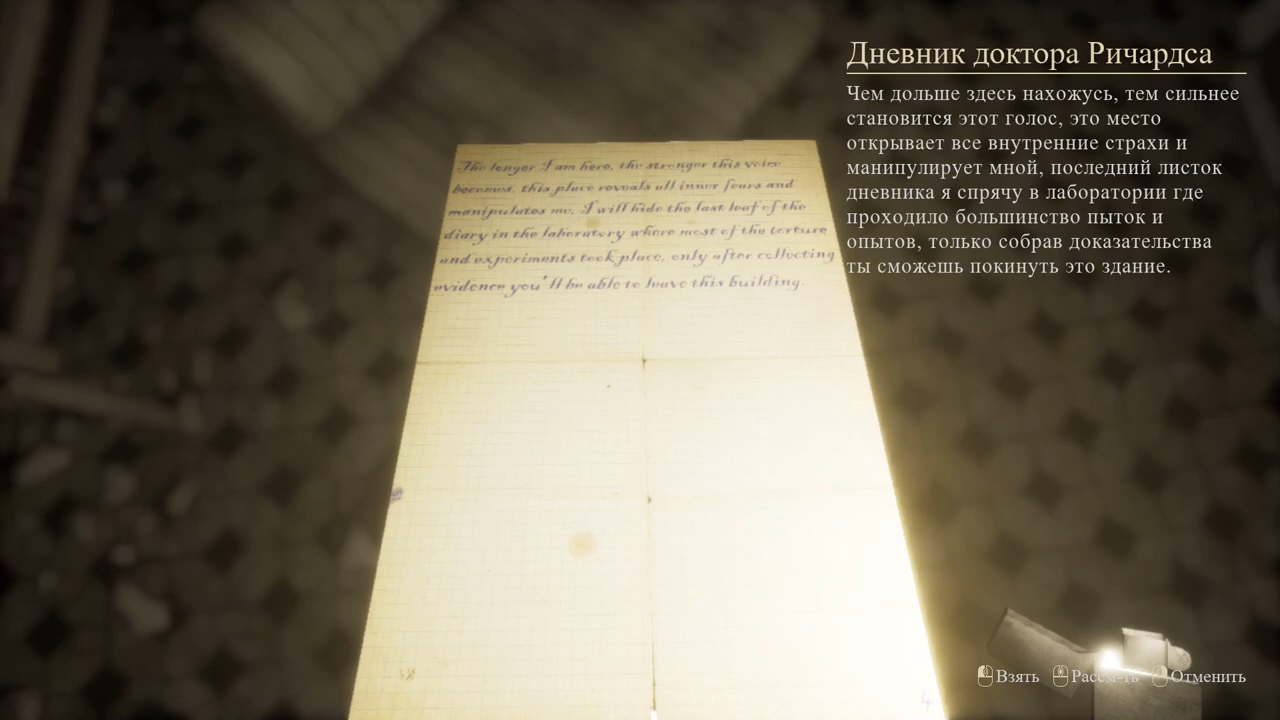 Дневник доктора Ричардса
Чем дольше здесь нахожусь, тем сильнее
становится этот голос, это место
открывает все внутренние страхи и
манипулирует мной, последний листок
дневника я спрячу в лаборатории где
проходило большинство пыток и
опытов, только собрав доказательства
ты сможешь покинуть это здание.
The longer I am here, the stronger this voice
becomes, this place reveals all inner fears and
manipulates me, I will hide the last leaf of the
diary in the laboratory where most of the torture
and experiments took place, only after collecting
evidence you'll be able to leave this building.
Взять Отменить